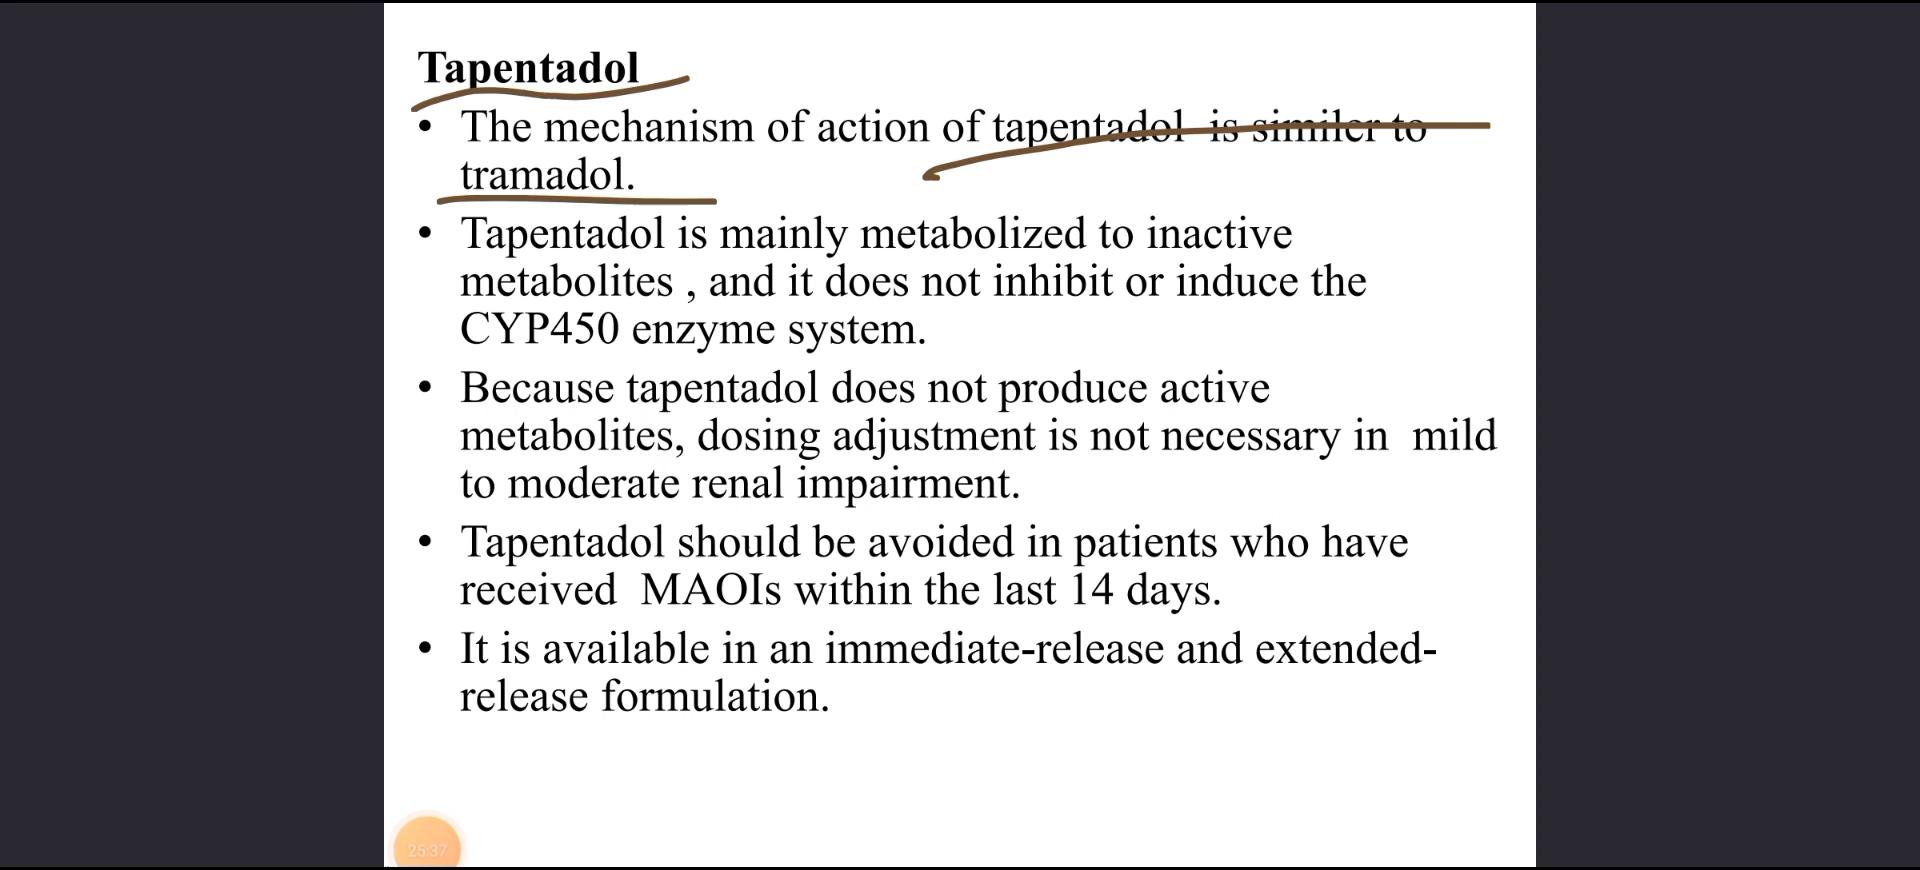 Tapentadol
• The mechanism of action of tapentadol is similer to
tramadol.
• Tapentadol is mainly metabolized to inactive
metabolites , and it does not inhibit or induce the
CYP450 enzyme system.
• Because tapentadol does not produce active
metabolites, dosing adjustment is not necessary in mild
to moderate renal impairment.
• Tapentadol should be avoided in patients who have
received MAOIs within the last 14 days.
• It is available in an immediate-release and extended-
release formulation.
25:37